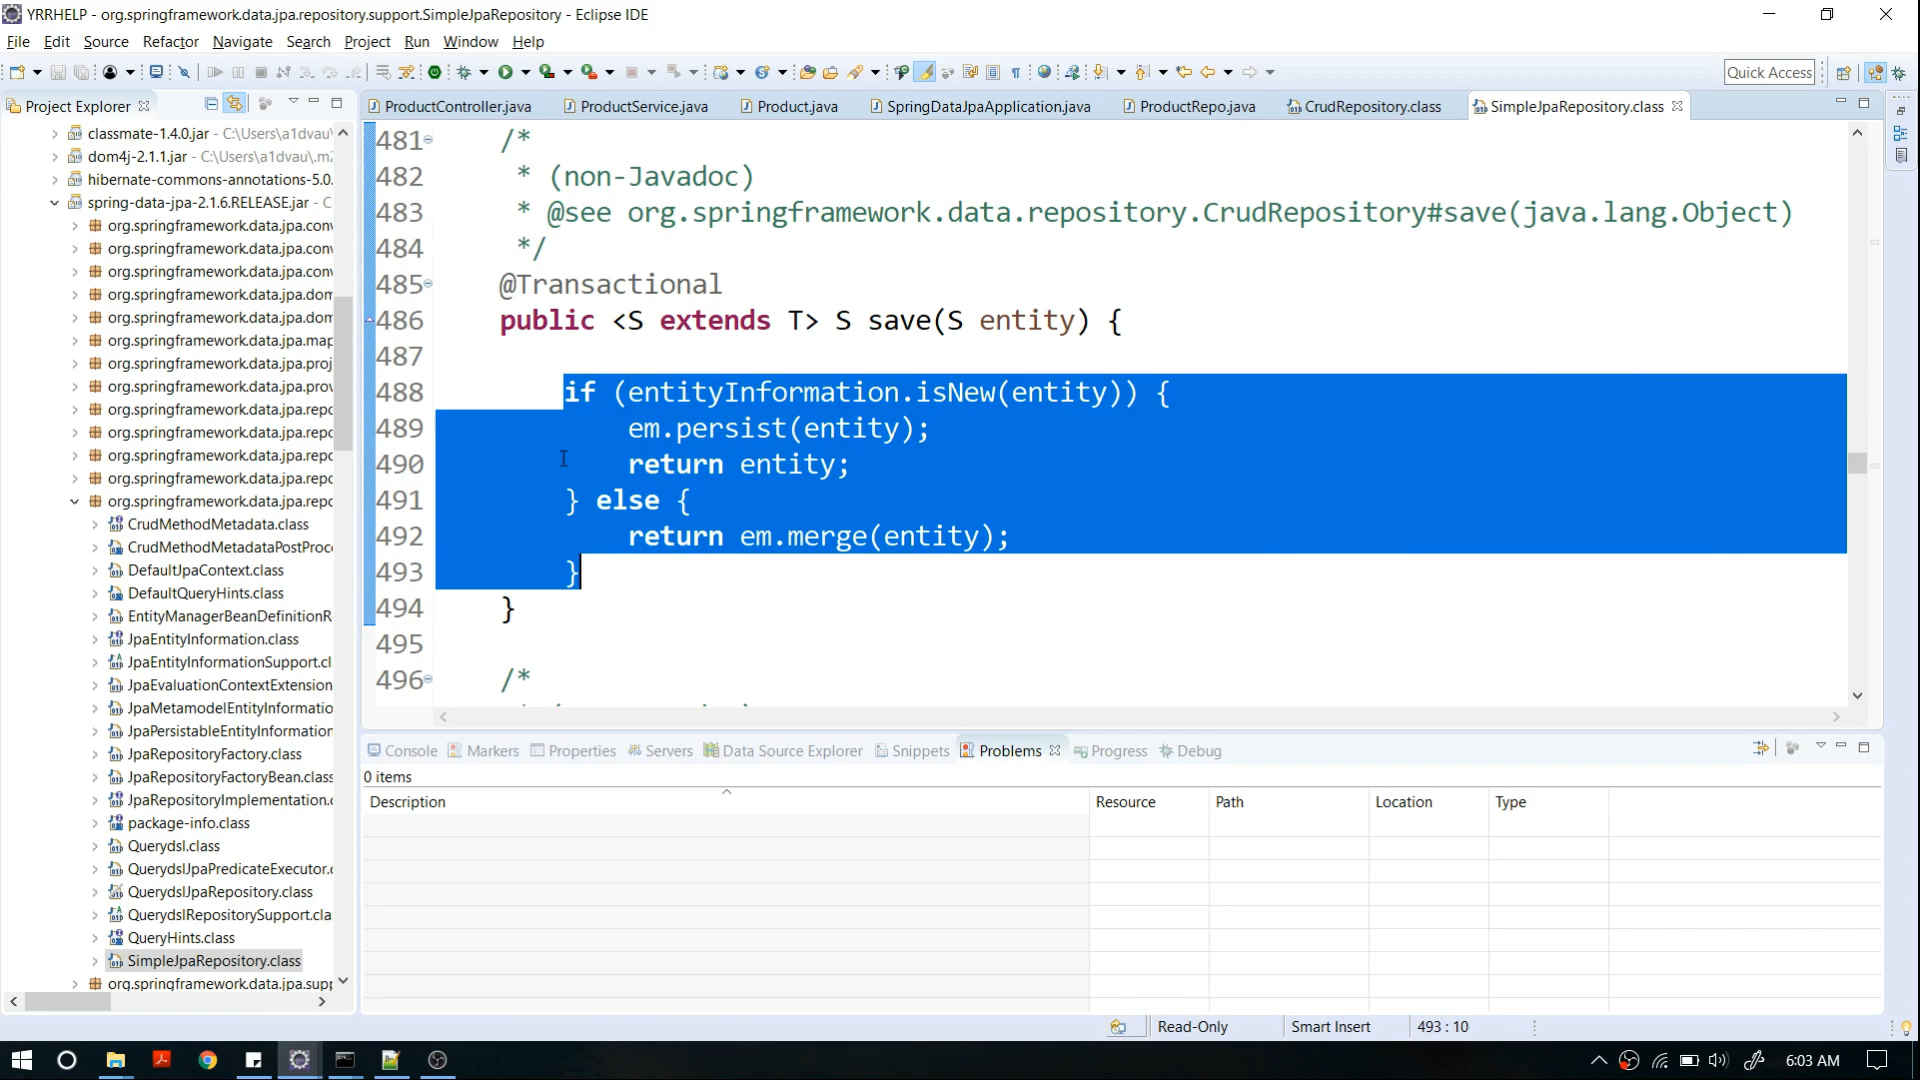 YRRHELP - org.springframework.data.jpa.repository.support.SimpleJpaRepository - Eclipse IDE
File Edit Source Refactor Navigate Search Project Run Window Help
Quick Access
Project Explorer
ProductController.java ProductService.java Product.java SpringDataJpaApplication.java ProductRepo.java CrudRepository.class SimpleJpaRepository.class
classmate-1.4.0.jar - C:\Users\a1dvau\
dom4j-2.1.1.jar - C:\Users\a1dvau\.m2
hibernate-commons-annotations-5.0.
spring-data-jpa-2.1.6.RELEASE.jar - C
org.springframework.data.jpa.con
org.springframework.data.jpa.con
org.springframework.data.jpa.con
org.springframework.data.jpa.dom
org.springframework.data.jpa.dom
org.springframework.data.jpa.map
org.springframework.data.jpa.proj
org.springframework.data.jpa.prov
org.springframework.data.jpa.repo
org.springframework.data.jpa.repo
org.springframework.data.jpa.repo
org.springframework.data.jpa.repo
org.springframework.data.jpa.repo
CrudMethodMetadata.class
CrudMethodMetadataPostProc
DefaultJpaContext.class
DefaultQueryHints.class
EntityManagerBeanDefinitionR
JpaEntityInformation.class
JpaEntityInformationSupport.cl
JpaEvaluationContextExtension
JpaMetamodelEntityInformatio
JpaPersistableEntityInformation
JpaRepositoryFactory.class
JpaRepositoryFactoryBean.class
JpaRepositoryImplementation.c
package-info.class
Querydsl.class
QuerydslJpaPredicateExecutor.c
QuerydslJpaRepository.class
QuerydslRepositorySupport.cla
QueryHints.class
SimpleJpaRepository.class
org.springframework.data.jpa.supp
481 /*
482 * (non-Javadoc)
483 * @see org.springframework.data.repository.CrudRepository#save(java.lang.Object)
484 */
485 @Transactional
486 public <S extends T> S save(S entity) {
487
488 if (entityInformation.isNew(entity)) {
489 em.persist(entity);
490 return entity;
491 } else {
492 return em.merge(entity);
493 }
494 }
495
496 /*
Console Markers Properties Servers Data Source Explorer Snippets Problems Progress Debug
0 items
Description Resource Path Location Type
Read-Only Smart Insert 493 : 10
6:03 AM